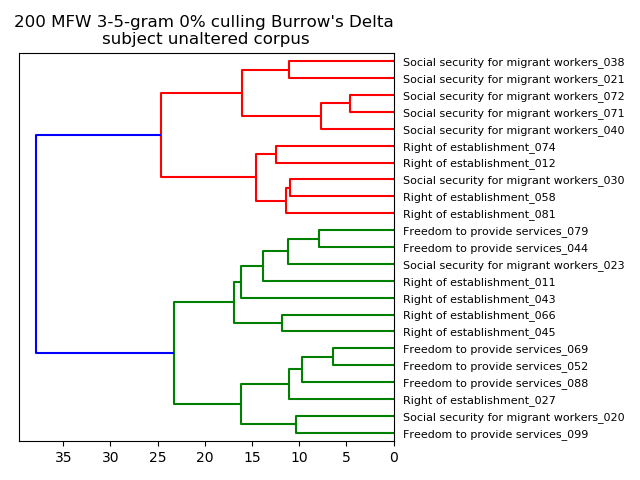 200 MFW 3-5-gram 0% culling Burrow's Delta
subject unaltered corpus
Social security for migrant workers_038
Social security for migrant workers_021
Social security for migrant workers_072
Social security for migrant workers_071
Social security for migrant workers_040
Right of establishment_074
Right of establishment_012
Social security for migrant workers_030
Right of establishment_058
Right of establishment_081
Freedom to provide services_079
Freedom to provide services_044
Social security for migrant workers_023
Right of establishment_011
Right of establishment_043
Right of establishment_066
Right of establishment_045
Freedom to provide services_069
Freedom to provide services_052
Freedom to provide services_088
Right of establishment_027
Social security for migrant workers_020
Freedom to provide services_099
35 30 25 20 15 10 5 0